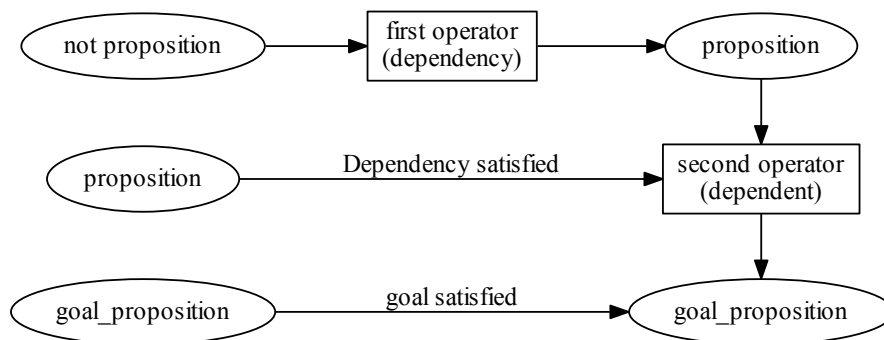 not proposition
first operator
(dependency)
proposition
proposition
Dependency satisfied
second operator
(dependent)
goal_proposition
goal satisfied
goal_proposition